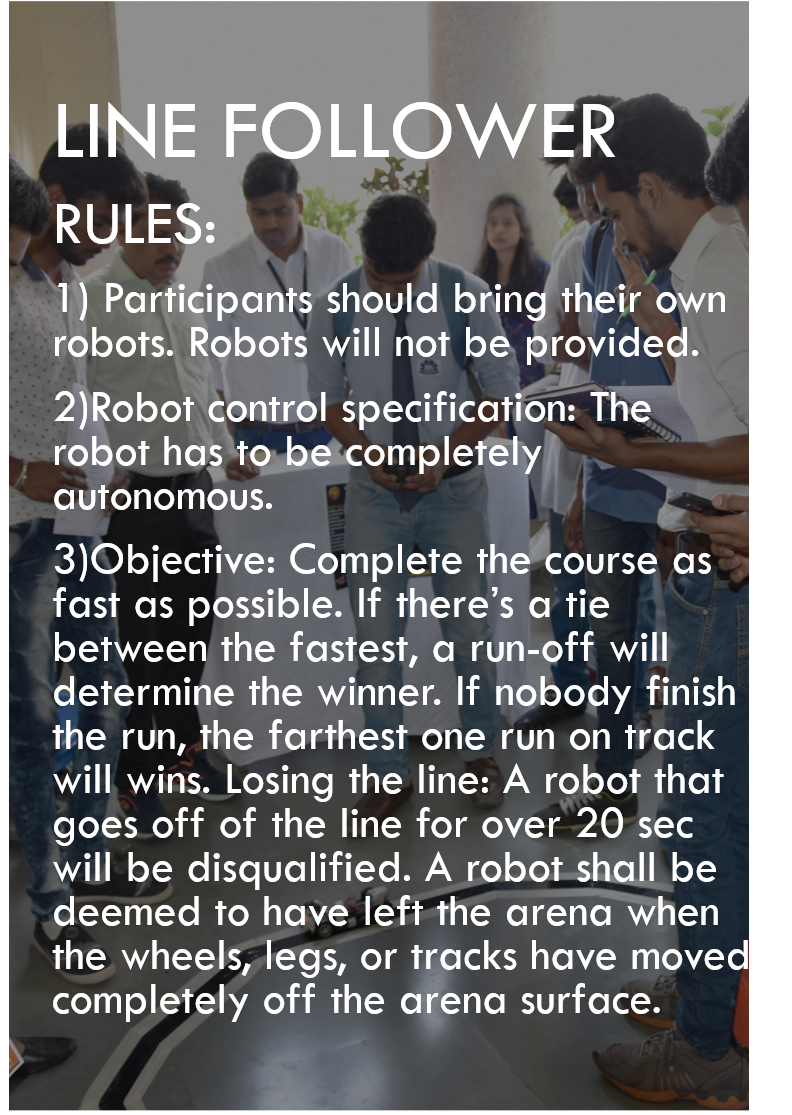 LINE FOLLOWER
RULES:
1) Participants should bring their own
robots. Robots will not be provided.
2)Robot control specification: The
robot has to be completely
autonomous.
3)Objective: Complete the course as
fast as possible. If there’s a tie
between the fastest, a run-off will
determine the winner. If nobody finish
the run, the farthest one run on track
will wins. Losing the line: A robot that
goes off of the line for over 20 sec
will be disqualified. A robot shall be
deemed to have left the arena when
the wheels, legs, or tracks have moved
completely off the arena surface.